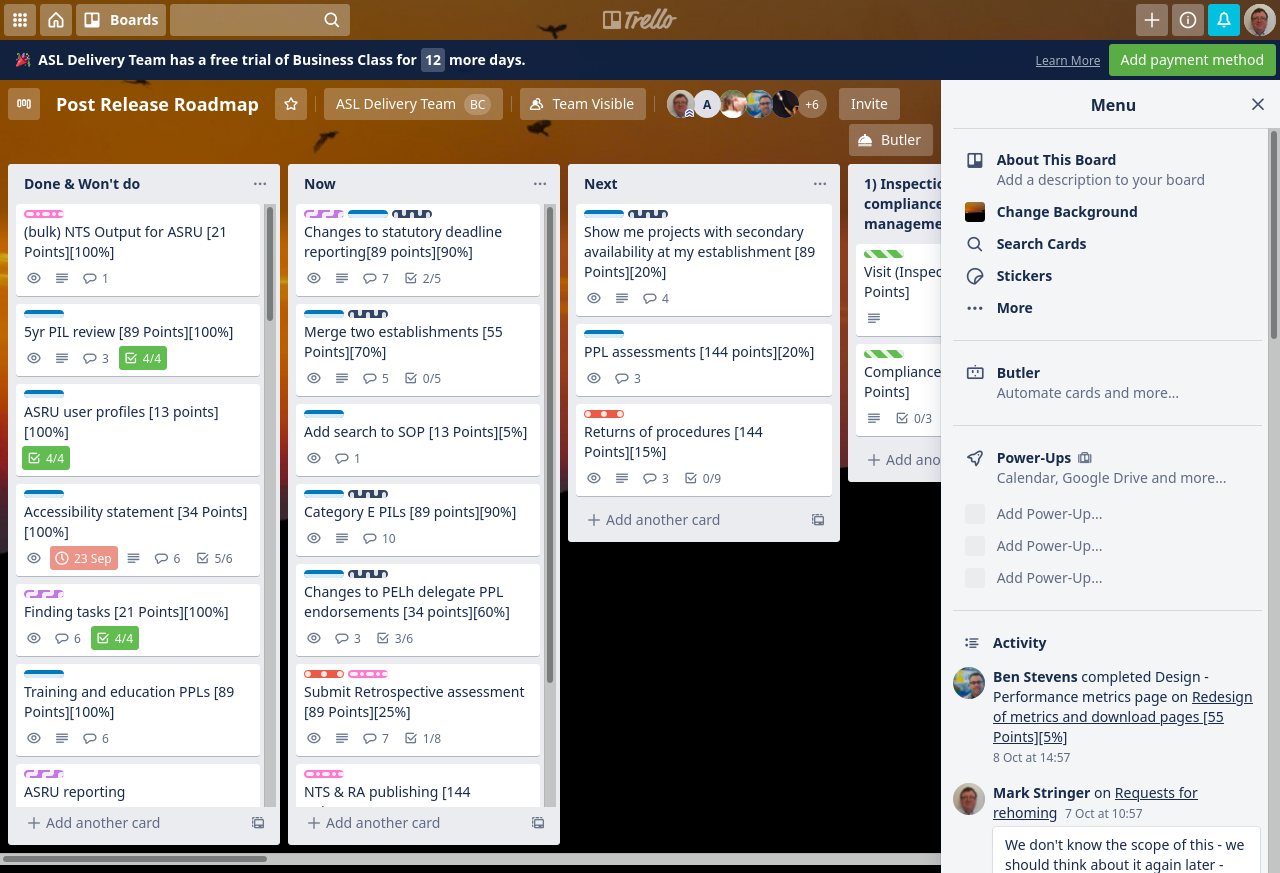 Boards
Trello
🎉 ASL Delivery Team has a free trial of Business Class for 12 more days.
Learn More
Add payment method
Post Release Roadmap
ASL Delivery Team BC
Team Visible
A
+6
Invite
Butler
Done & Won't do
(bulk) NTS Output for ASRU [21
Points][100%]
1
5yr PIL review [89 Points][100%]
3 4/4
ASRU user profiles [13 points]
[100%]
4/4
Accessibility statement [34 Points]
[100%]
23 Sep 6 5/6
Finding tasks [21 Points][100%]
6 4/4
Training and education PPLs [89
Points][100%]
6
ASRU reporting
+ Add another card
Now
Changes to statutory deadline
reporting[89 points][90%]
7 2/5
Merge two establishments [55
Points][70%]
5 0/5
Add search to SOP [13 Points][5%]
1
Category E PILs [89 points][90%]
10
Changes to PELh delegate PPL
endorsements [34 points][60%]
3 3/6
Submit Retrospective assessment
[89 Points][25%]
7 1/8
NTS & RA publishing [144
+ Add another card
Next
Show me projects with secondary
availability at my establishment [89
Points][20%]
4
PPL assessments [144 points][20%]
3
Returns of procedures [144
Points][15%]
3 0/9
+ Add another card
1) Inspectio
compliance
manageme
Visit (Inspec
Points]
Compliance
Points]
0/3
+ Add ano
Menu
About This Board
Add a description to your board
Change Background
Search Cards
Stickers
More
Butler
Automate cards and more...
Power-Ups
Calendar, Google Drive and more...
Add Power-Up...
Add Power-Up...
Add Power-Up...
Activity
Ben Stevens completed Design -
Performance metrics page on Redesign
of metrics and download pages [55
Points][5%]
8 Oct at 14:57
Mark Stringer on Requests for
rehoming 7 Oct at 10:57
We don't know the scope of this - we
should think about it again later -